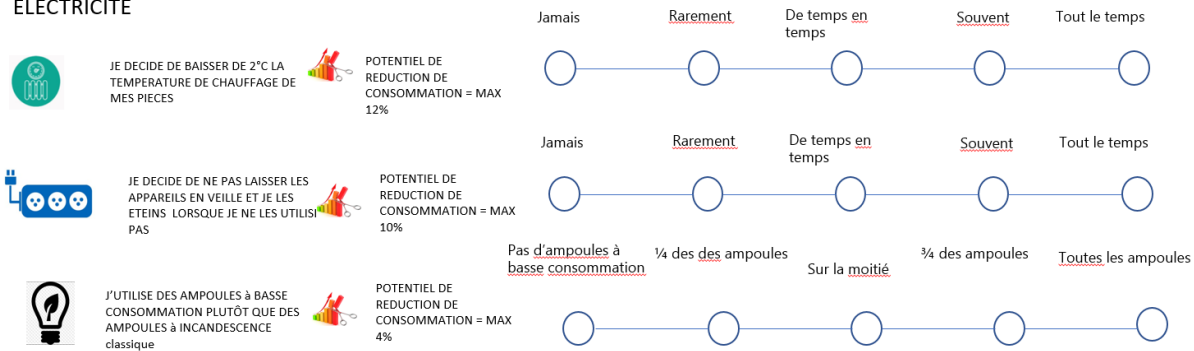 ELECTRICITE
Jamais
Rarement
De temps en
temps
Souvent
Tout le temps
JE DECIDE DE BAISSER DE 2°C LA
TEMPERATURE DE CHAUFFAGE DE
MES PIECES
POTENTIEL DE
REDUCTION DE
CONSOMMATION = MAX
12%
Jamais
Rarement
De temps en
temps
Souvent
Tout le temps
JE DECIDE DE NE PAS LAISSER LES
APPAREILS EN VEILLE ET JE LES
ETEINS LORSQUE JE NE LES UTILISI
PAS
POTENTIEL DE
REDUCTION DE
CONSOMMATION = MAX
10%
Pas d'ampoules à
basse consommation
¼ des des ampoules
Sur la moitié
¾ des ampoules
Toutes les ampoules
J'UTILISE DES AMPOULES à BASSE
CONSOMMATION PLUTÔT QUE DES
AMPOULES à INCANDESCENCE
classique
POTENTIEL DE
REDUCTION DE
CONSOMMATION = MAX
4%